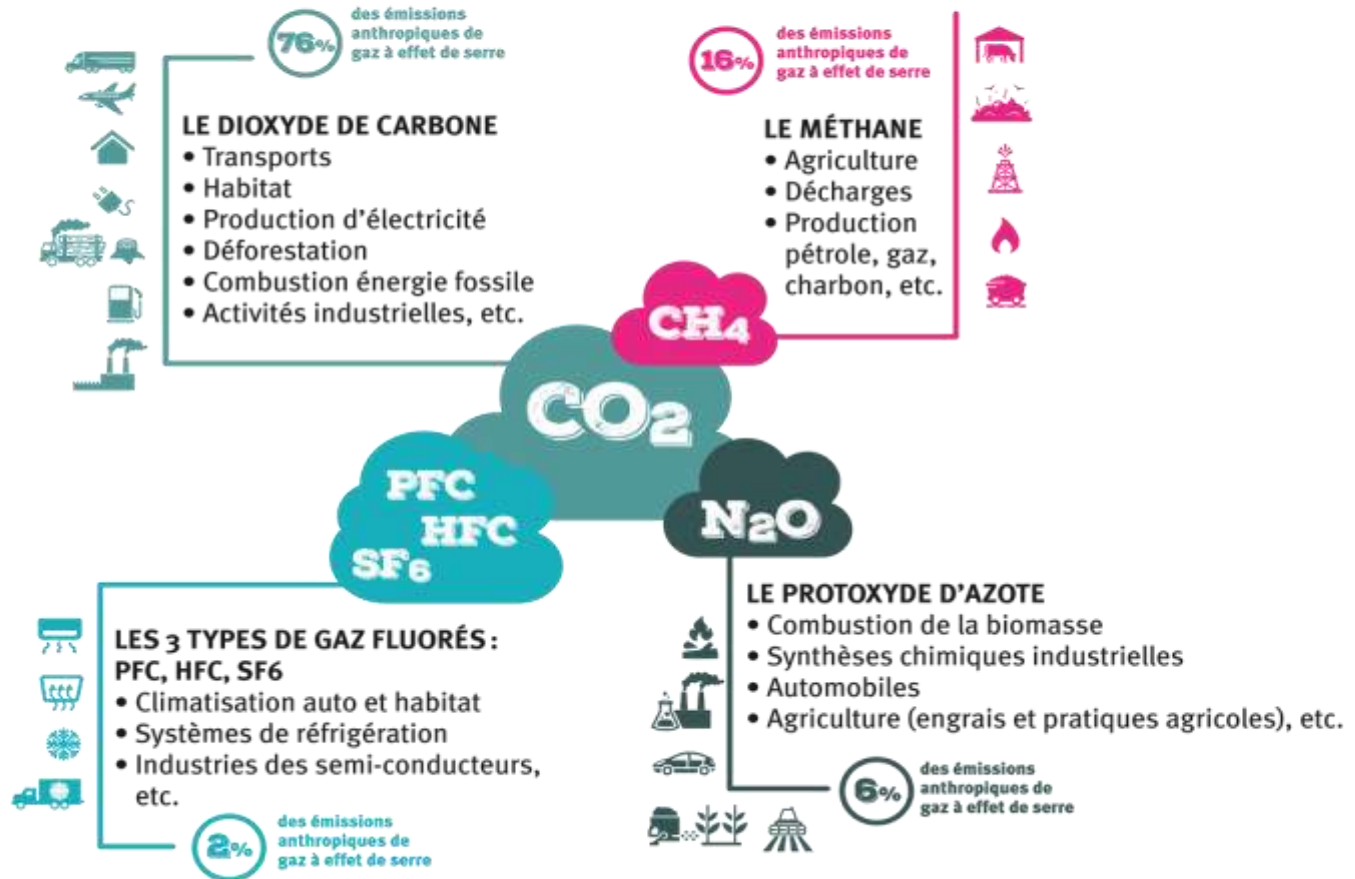 76%
des émissions
anthropiques de
gaz à effet de serre
LE DIOXYDE DE CARBONE
• Transports
• Habitat
• Production d'électricité
• Déforestation
• Combustion énergie fossile
• Activités industrielles, etc.
16%
des émissions
anthropiques de
gaz à effet de serre
LE MÉTHANE
• Agriculture
• Décharges
• Production
pétrole, gaz,
charbon, etc.
CH4
CO2
PFC
HFC
SF6
N2O
LES 3 TYPES DE GAZ FLUORÉS :
PFC, HFC, SF6
• Climatisation auto et habitat
• Systèmes de réfrigération
• Industries des semi-conducteurs,
etc.
2%
des émissions
anthropiques de
gaz à effet de serre
LE PROTOXYDE D'AZOTE
• Combustion de la biomasse
• Synthèses chimiques industrielles
• Automobiles
• Agriculture (engrais et pratiques agricoles), etc.
6%
des émissions
anthropiques de
gaz à effet de serre